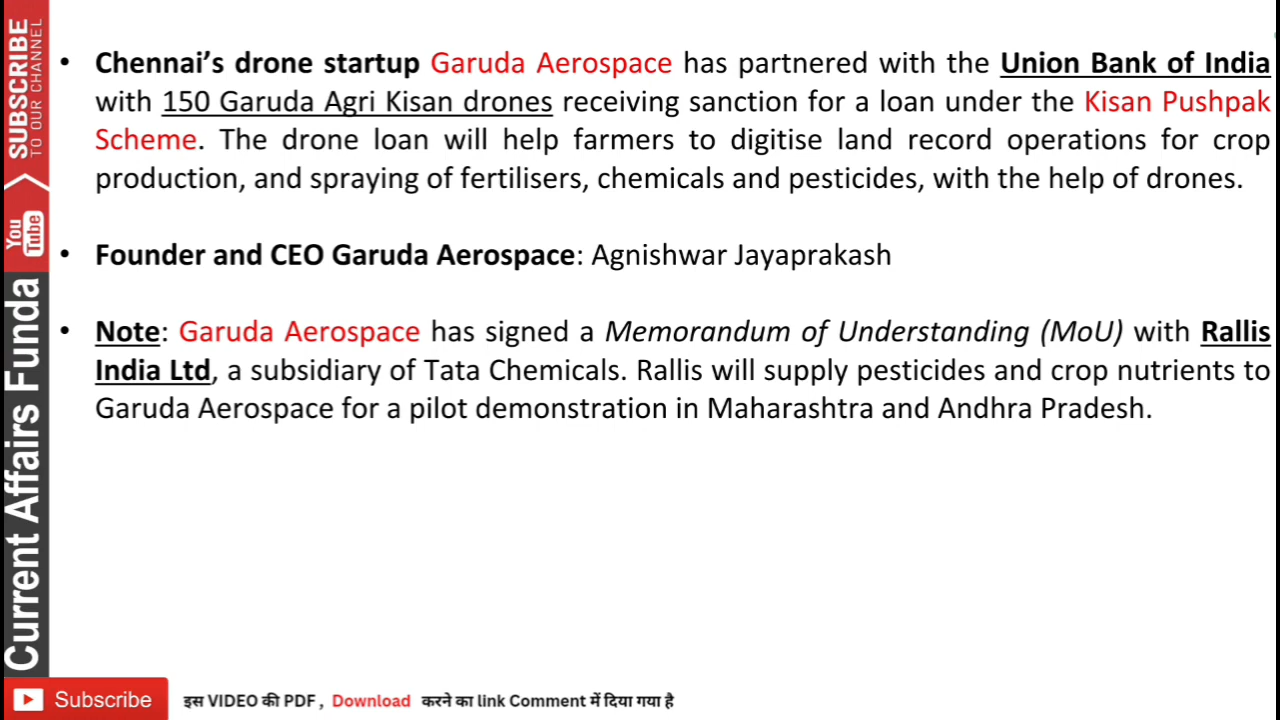 SUBSCRIBE
TO OUR CHANNEL
You
Tube
Current Affairs Funda
• Chennai’s drone startup Garuda Aerospace has partnered with the Union Bank of India
with 150 Garuda Agri Kisan drones receiving sanction for a loan under the Kisan Pushpak
Scheme. The drone loan will help farmers to digitise land record operations for crop
production, and spraying of fertilisers, chemicals and pesticides, with the help of drones.
• Founder and CEO Garuda Aerospace: Agnishwar Jayaprakash
• Note: Garuda Aerospace has signed a Memorandum of Understanding (MoU) with Rallis
India Ltd, a subsidiary of Tata Chemicals. Rallis will supply pesticides and crop nutrients to
Garuda Aerospace for a pilot demonstration in Maharashtra and Andhra Pradesh.
Subscribe
इस VIDEO की PDF , Download करने का link Comment में दिया गया है